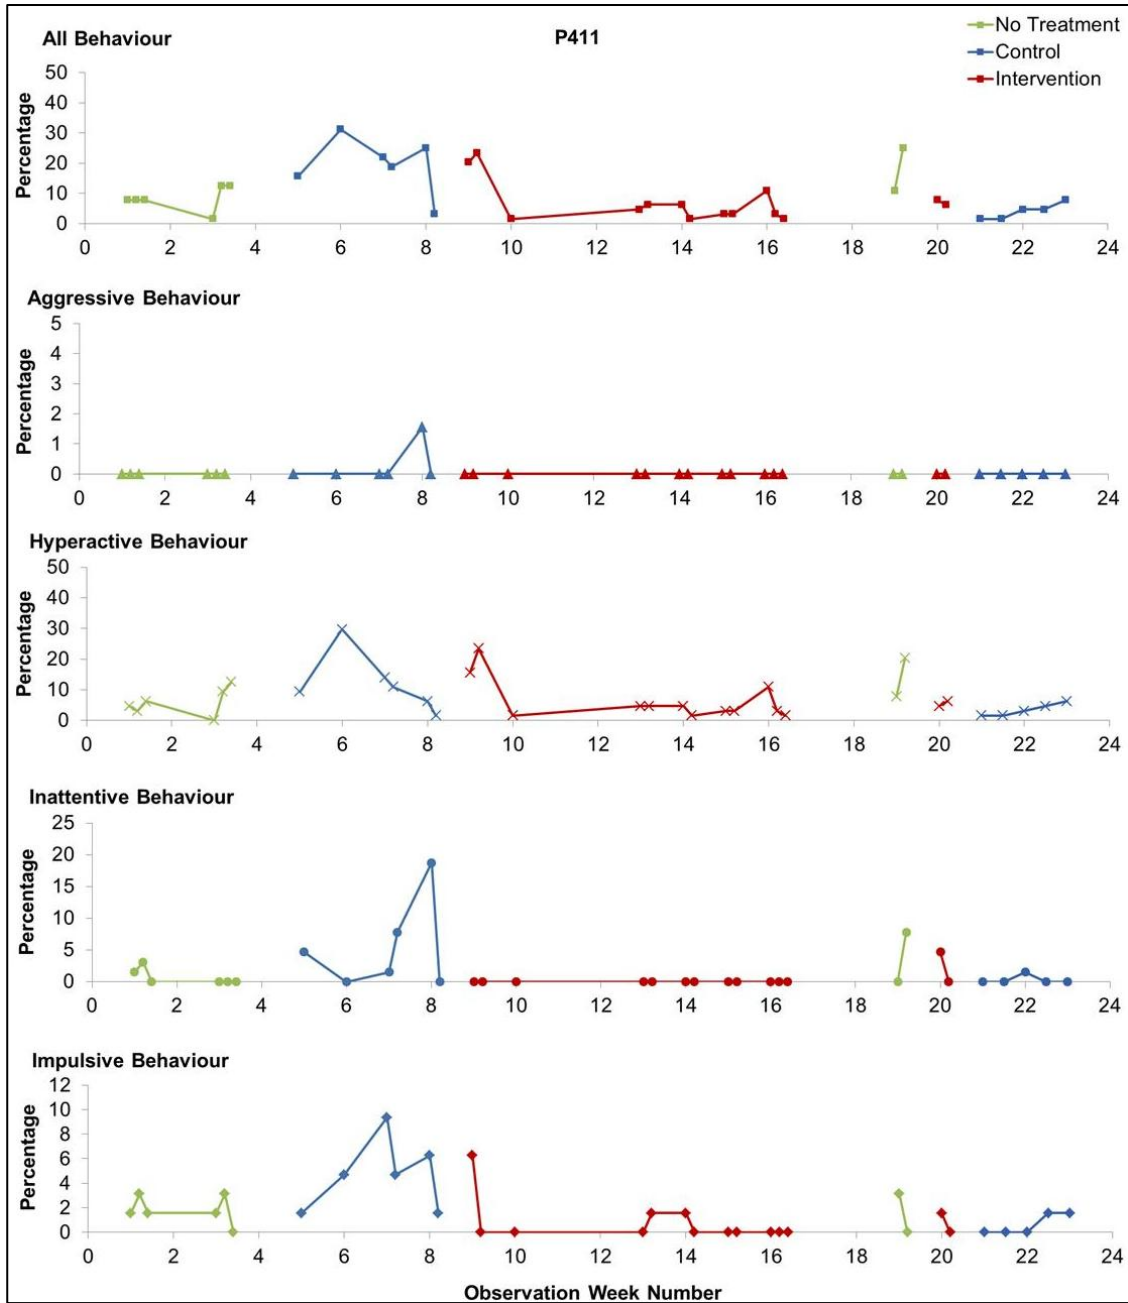 All Behaviour
P411
No Treatment
Control
Intervention
Percentage
50
40
30
20
10
0
0 2 4 6 8 10 12 14 16 18 20 22 24
Aggressive Behaviour
Percentage
5
4
3
2
1
0
0 2 4 6 8 10 12 14 16 18 20 22 24
Hyperactive Behaviour
Percentage
50
40
30
20
10
0
0 2 4 6 8 10 12 14 16 18 20 22 24
Inattentive Behaviour
Percentage
25
20
15
10
5
0
0 2 4 6 8 10 12 14 16 18 20 22 24
Impulsive Behaviour
Percentage
12
10
8
6
4
2
0
0 2 4 6 8 10 12 14 16 18 20 22 24
Observation Week Number